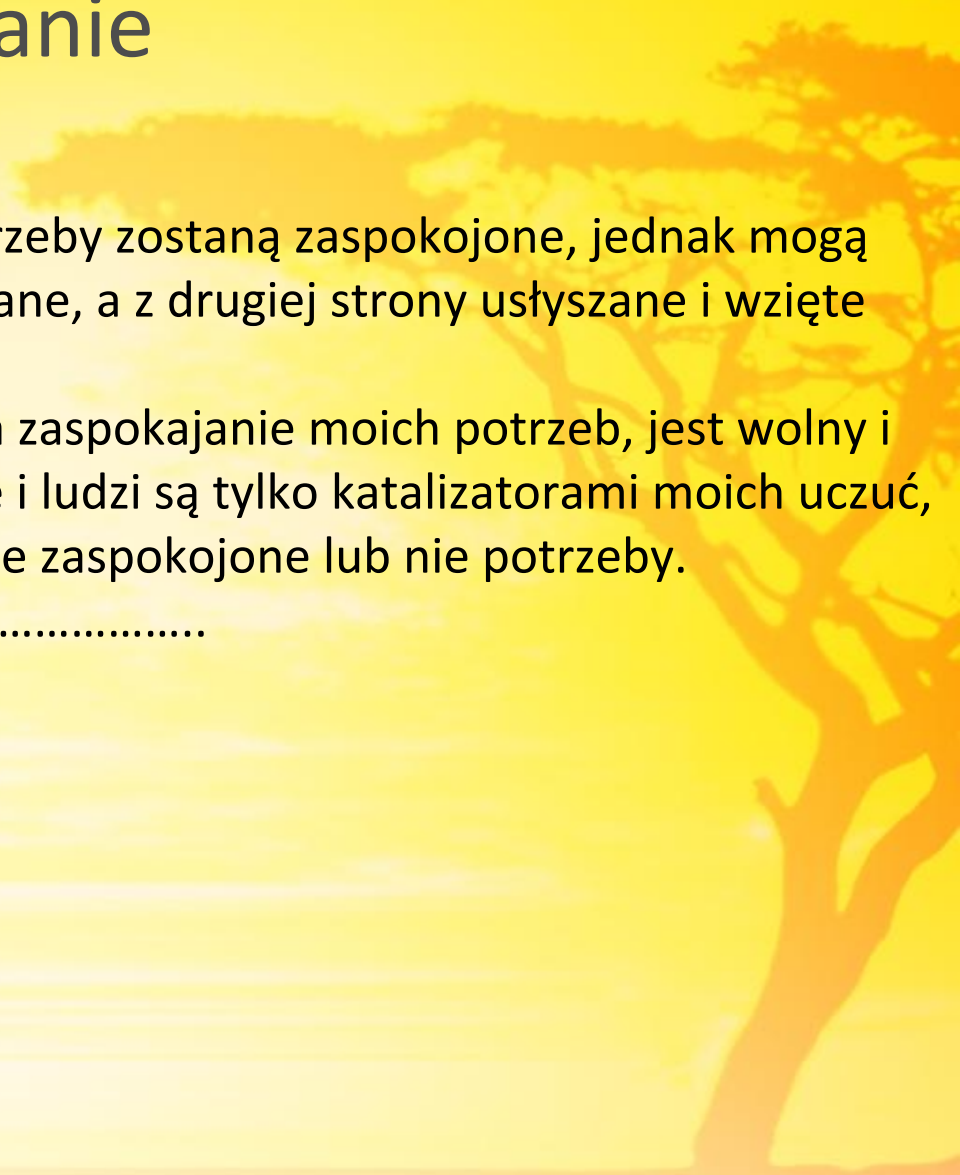 anie
rzeby zostaną zaspokojone, jednak mogą
ane, a z drugiej strony usłyszane i wzięte
zaspokajanie moich potrzeb, jest wolny i
i ludzi są tylko katalizatorami moich uczuć,
e zaspokojone lub nie potrzeby.
………………..